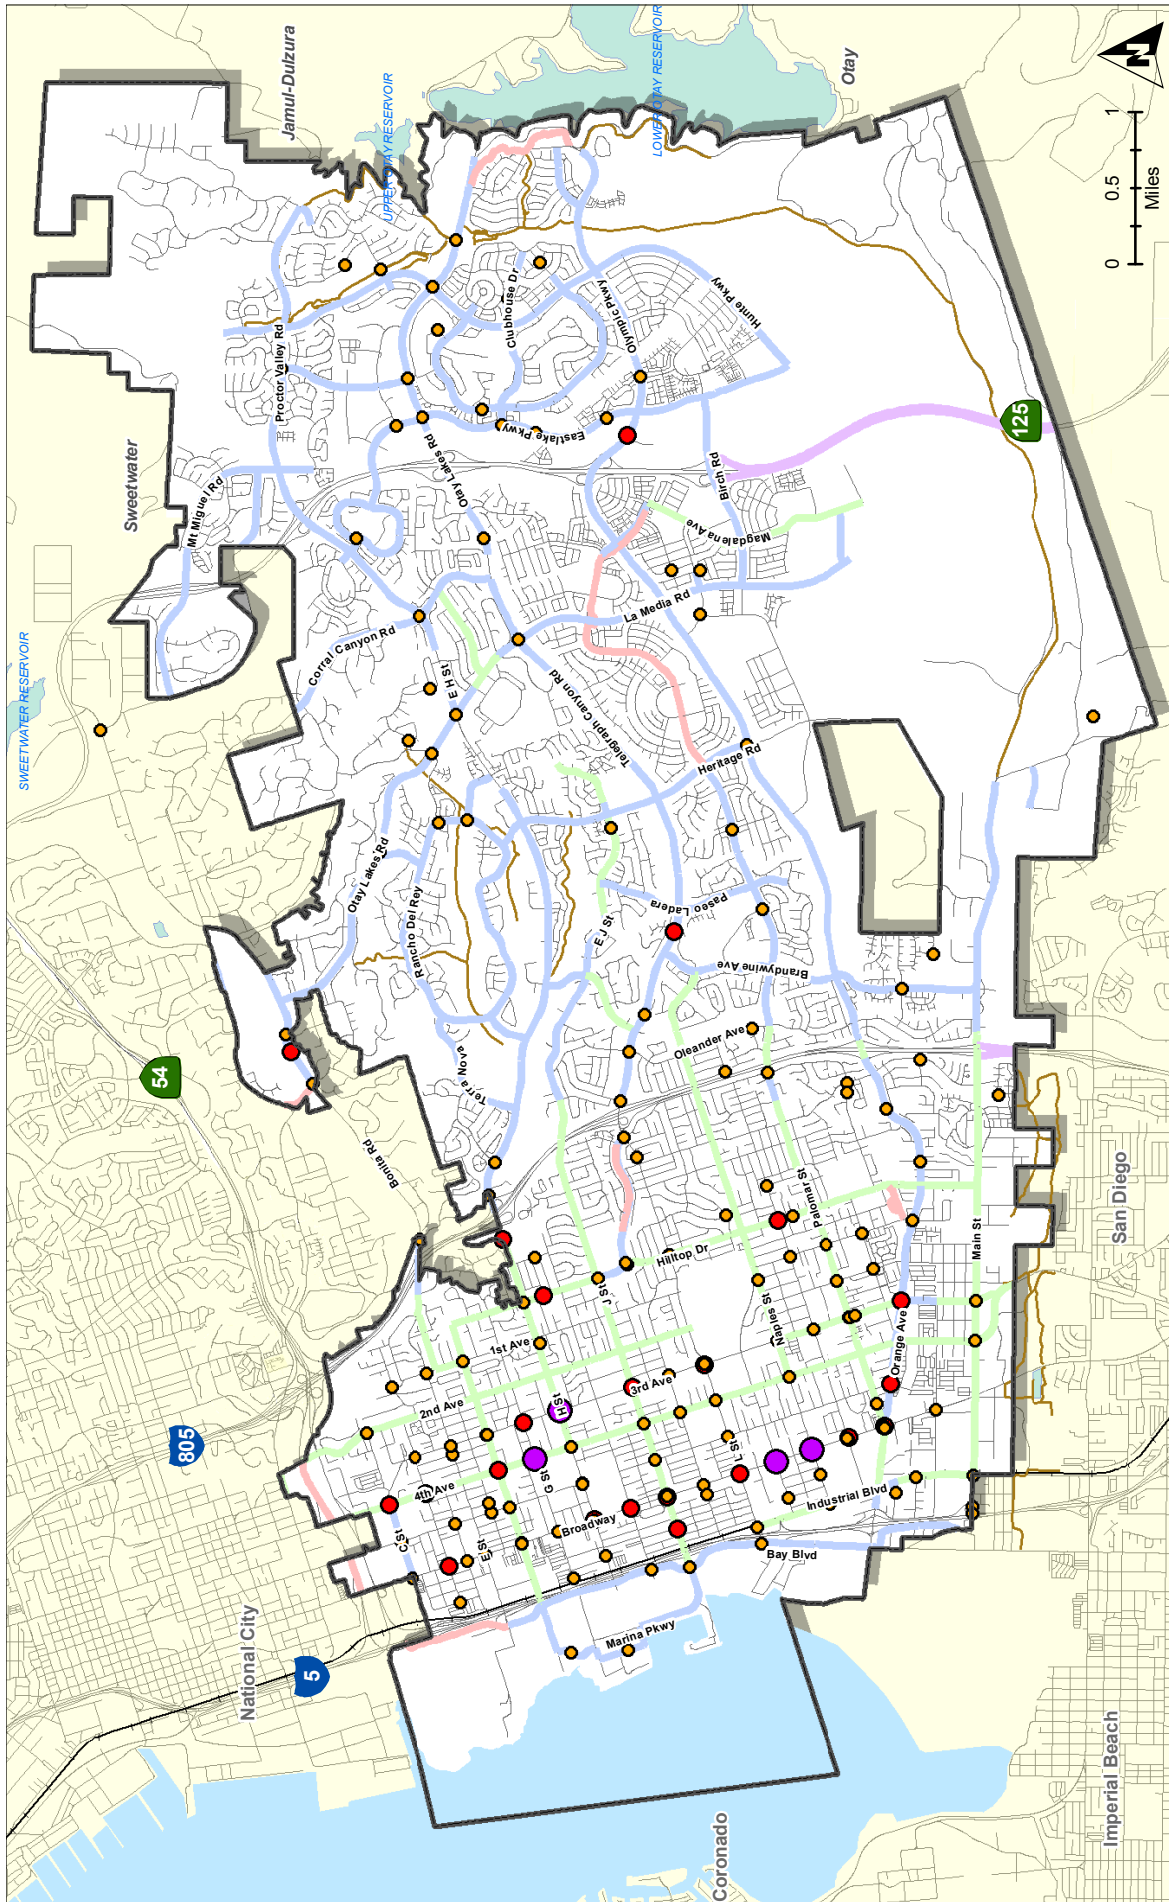 Jamul-Dulzura
UPPER OTAY RESERVOIR
LOWER OTAY RESERVOIR
Otay
N
0 0.5 1
Miles
Sweetwater
Proctor Valley Rd
Clubhouse Dr
Olympic Pkwy
Hunte Pkwy
Mt Miguel Rd
Otay Lakes Rd
Eastlake Pkwy
Birch Rd
Magdalena Ave
125
SWEETWATER RESERVOIR
Corral Canyon Rd
E H St
La Media Rd
Telegraph Canyon Rd
Heritage Rd
Otay Lakes Rd
Rancho Del Rey
E J St
Paseo Ladera
Brandywine Ave
54
Terra Nova
Oleander Ave
Bonita Rd
Hilltop Dr
Palomar St
Main St
San Diego
J St
Naples St
Orange Ave
1st Ave
2nd Ave
3rd Ave
H St
805
4th Ave
G St
L St
C St
E St
Broadway
Industrial Blvd
Bay Blvd
Marina Pkwy
National City
5
Coronado
Imperial Beach